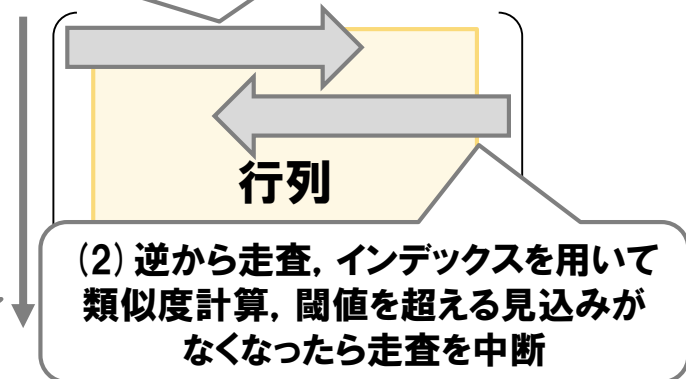 行列
(2) 逆から走査, インデックスを用いて
類似度計算, 閾値を超える見込みが
なくなったら走査を中断